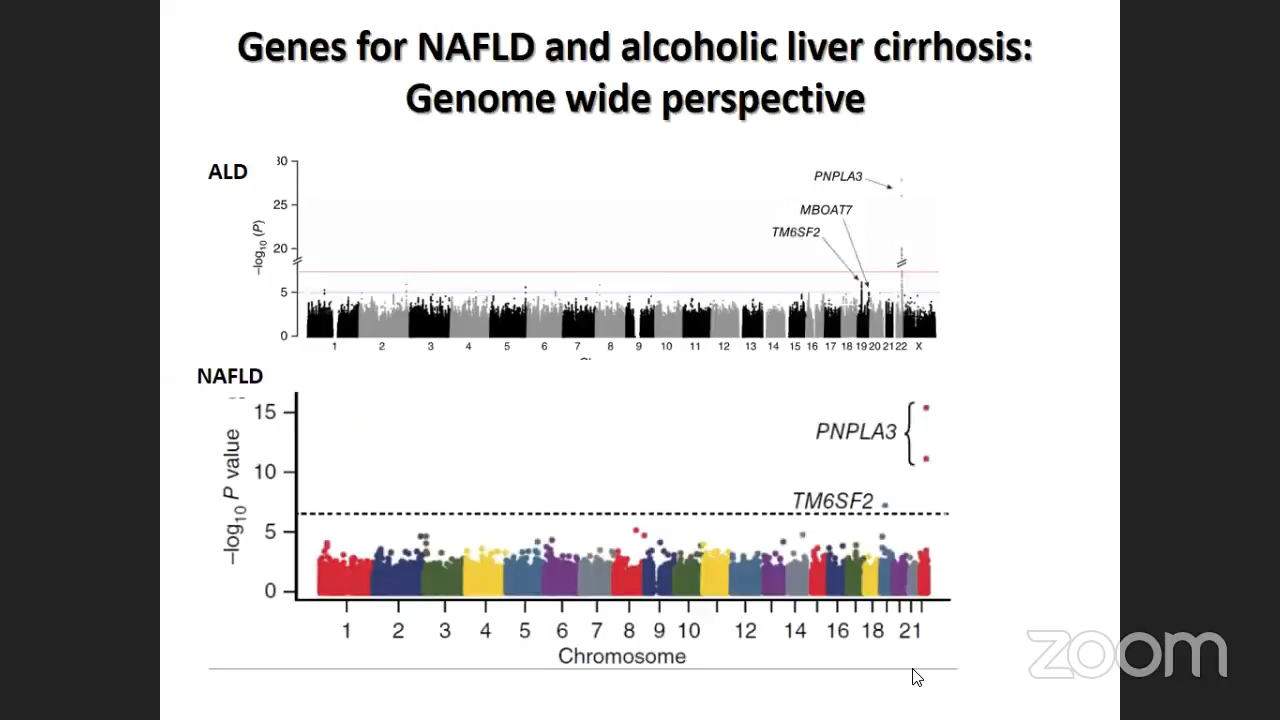 Genes for NAFLD and alcoholic liver cirrhosis:
Genome wide perspective
ALD
30
25
20
5
0
–log10 (P)
PNPLA3
MBOAT7
TM6SF2
1 2 3 4 5 6 7 8 9 10 11 12 13 14 15 16 17 18 19 20 21 22 X
NAFLD
15
10
5
0
–log10 P value
PNPLA3
TM6SF2
1 2 3 4 5 6 7 8 9 10 12 14 16 18 21
Chromosome
zoom